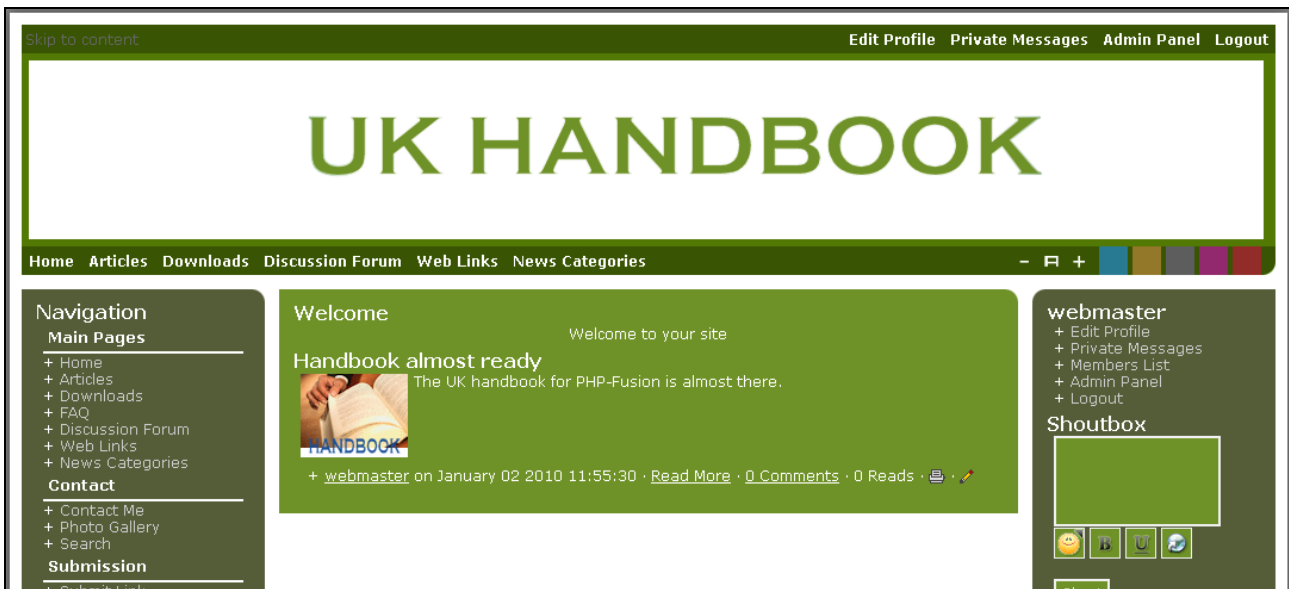 Skip to content
Edit Profile Private Messages Admin Panel Logout
UK HANDBOOK
Home Articles Downloads Discussion Forum Web Links News Categories
- A +
Navigation
Main Pages
+ Home
+ Articles
+ Downloads
+ FAQ
+ Discussion Forum
+ Web Links
+ News Categories
Contact
+ Contact Me
+ Photo Gallery
+ Search
Submission
+ Submit Link
Welcome
Welcome to your site
Handbook almost ready
The UK handbook for PHP-Fusion is almost there.
HANDBOOK
+ webmaster on January 02 2010 11:55:30 · Read More · 0 Comments · 0 Reads ·  ·
webmaster
+ Edit Profile
+ Private Messages
+ Members List
+ Admin Panel
+ Logout
Shoutbox
B U
Shout